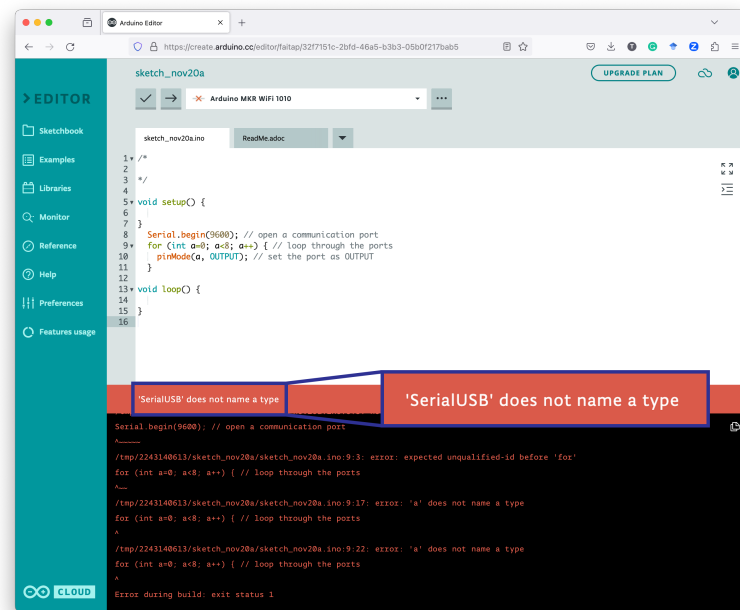 Arduino Editor
https://create.arduino.cc/editor/faitap/32f7151c-2bfd-46a5-b3b3-05b0f217bab5
sketch_nov20a
UPGRADE PLAN
>EDITOR
Arduino MKR WiFi 1010
Sketchbook
Examples
Libraries
Monitor
Reference
Help
Preferences
Features usage
sketch_nov20a.ino ReadMe.adoc
1 /*
2
3 */
4
5 void setup() {
6
7 }
8 Serial.begin(9600); // open a communication port
9 for (int a=0; a<8; a++) { // loop through the ports
10 pinMode(a, OUTPUT); // set the port as OUTPUT
11 }
12
13 void loop() {
14
15 }
16
'SerialUSB' does not name a type
'SerialUSB' does not name a type
Serial.begin(9600); // open a communication port
^~~~~~
/tmp/2243140613/sketch_nov20a/sketch_nov20a.ino:9:3: error: expected unqualified-id before 'for'
for (int a=0; a<8; a++) { // loop through the ports
^~~
/tmp/2243140613/sketch_nov20a/sketch_nov20a.ino:9:17: error: 'a' does not name a type
for (int a=0; a<8; a++) { // loop through the ports
^
/tmp/2243140613/sketch_nov20a/sketch_nov20a.ino:9:22: error: 'a' does not name a type
for (int a=0; a<8; a++) { // loop through the ports
^
Error during build: exit status 1
CLOUD